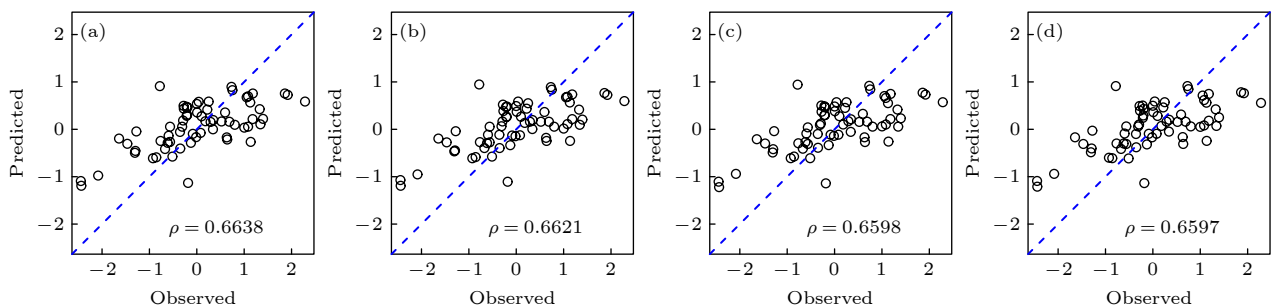 (a)
2
1
0
−1
−2
Predicted
ρ = 0.6638
−2 −1 0 1 2
Observed
(b)
2
1
0
−1
−2
Predicted
ρ = 0.6621
−2 −1 0 1 2
Observed
(c)
2
1
0
−1
−2
Predicted
ρ = 0.6598
−2 −1 0 1 2
Observed
(d)
2
1
0
−1
−2
Predicted
ρ = 0.6597
−2 −1 0 1 2
Observed